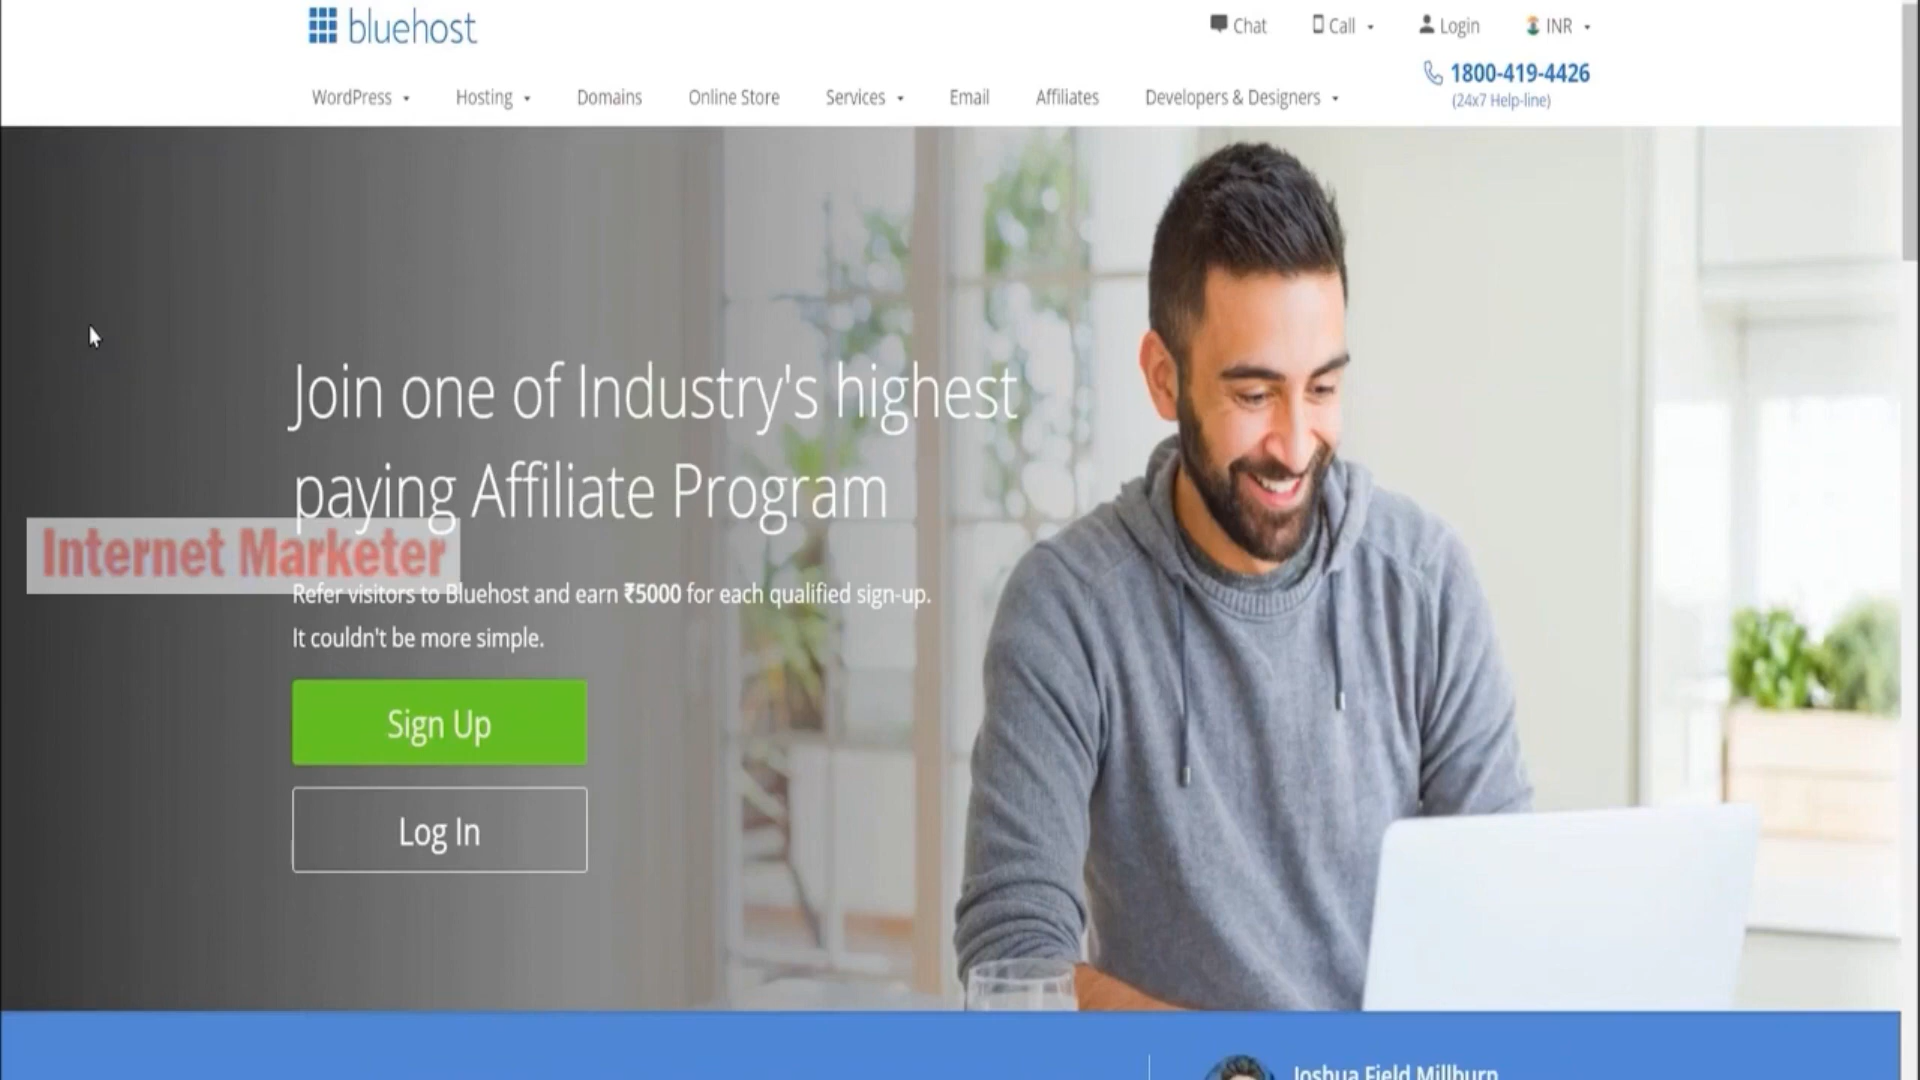 bluehost
Chat
Call
Login
INR
1800-419-4426
(24x7 Help-line)
WordPress
Hosting
Domains
Online Store
Services
Email
Affiliates
Developers & Designers
Join one of Industry's highest
paying Affiliate Program
Internet Marketer
Refer visitors to Bluehost and earn ₹5000 for each qualified sign-up.
It couldn't be more simple.
Sign Up
Log In
Joshua Field Millburn